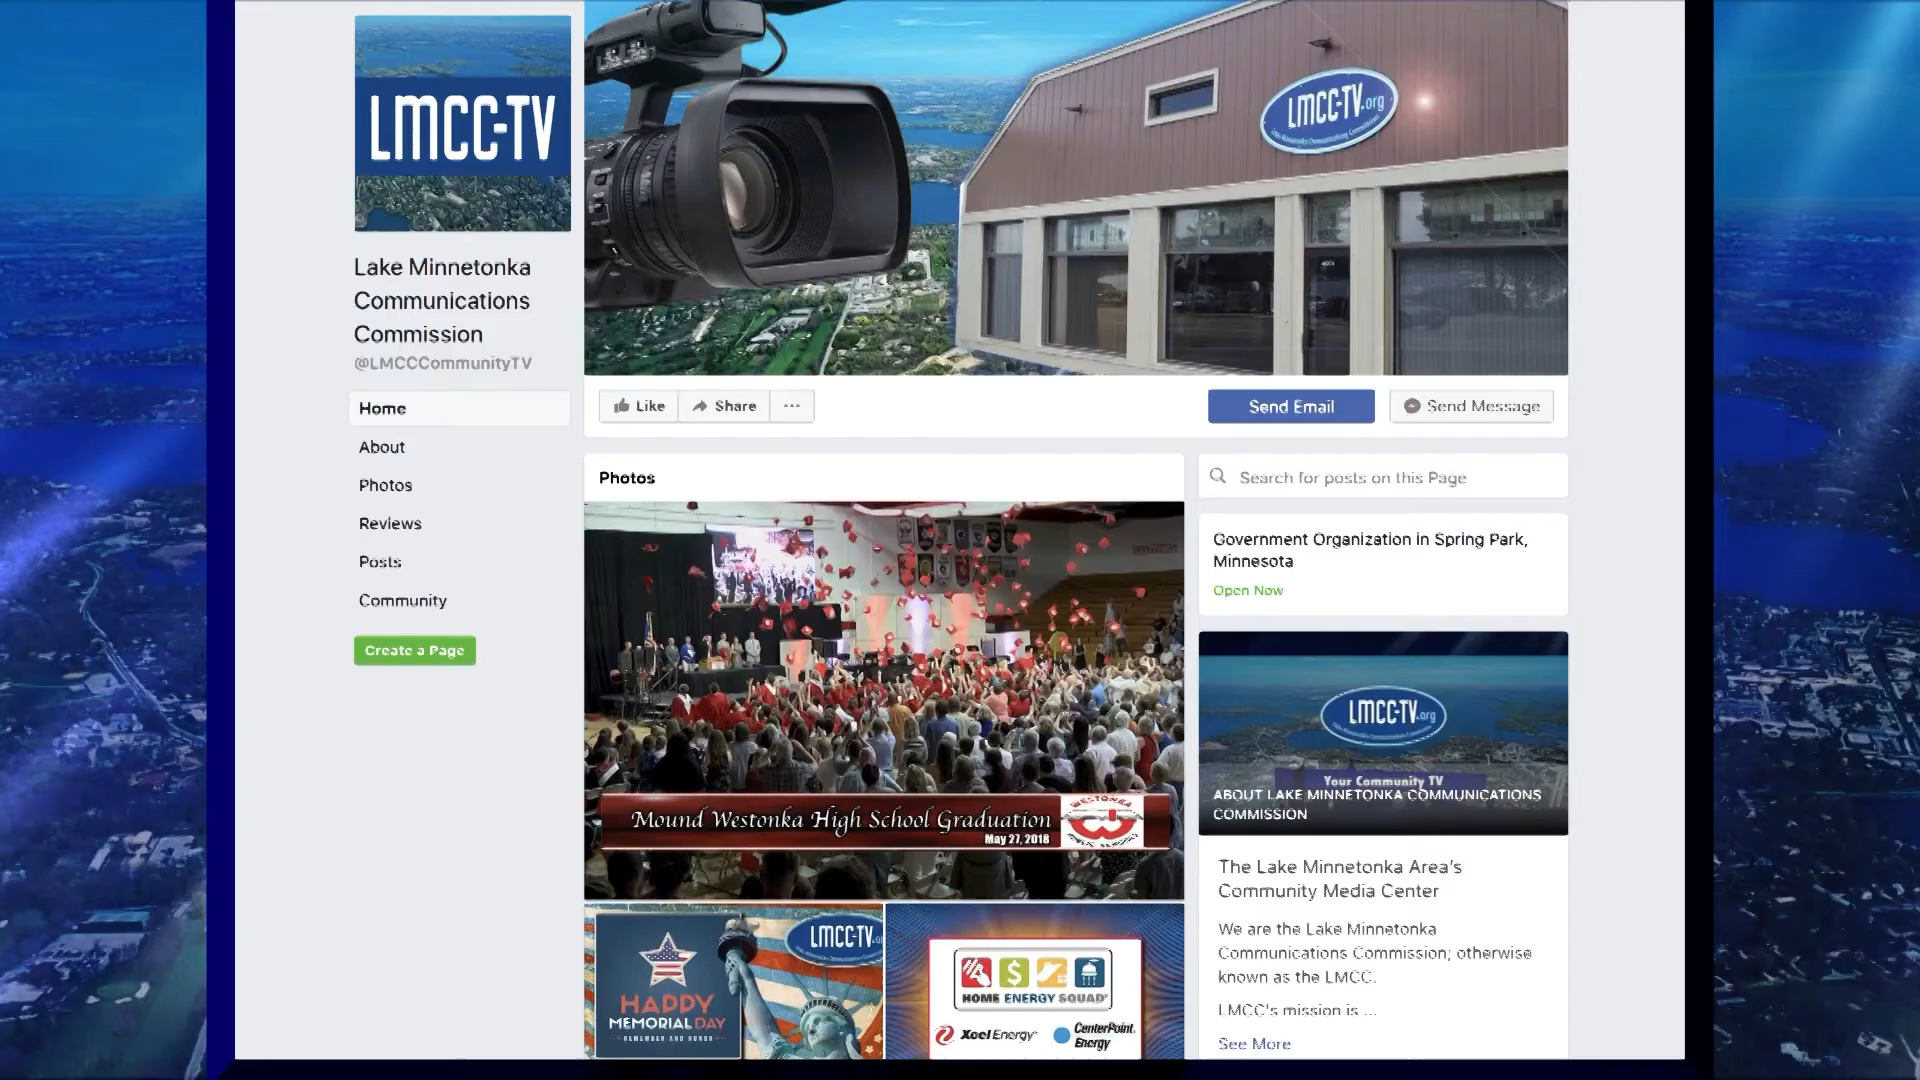 LMCC-TV
Lake Minnetonka
Communications
Commission
@LMCCCommunityTV
Home
About
Photos
Reviews
Posts
Community
Create a Page
LMCC-TV.org
Like
Share
Send Email
Send Message
Photos
Mound Westonka High School Graduation
May 27, 2018
WESTONKA
LMCC-TV
HAPPY
MEMORIAL DAY
REMEMBER AND HONOR
HOME ENERGY SQUAD
Xcel Energy
CenterPoint
Energy
Search for posts on this Page
Government Organization in Spring Park,
Minnesota
Open Now
LMCC-TV.org
Your Community TV
ABOUT LAKE MINNETONKA COMMUNICATIONS
COMMISSION
The Lake Minnetonka Area's
Community Media Center
We are the Lake Minnetonka
Communications Commission; otherwise
known as the LMCC.
LMCC's mission is ...
See More